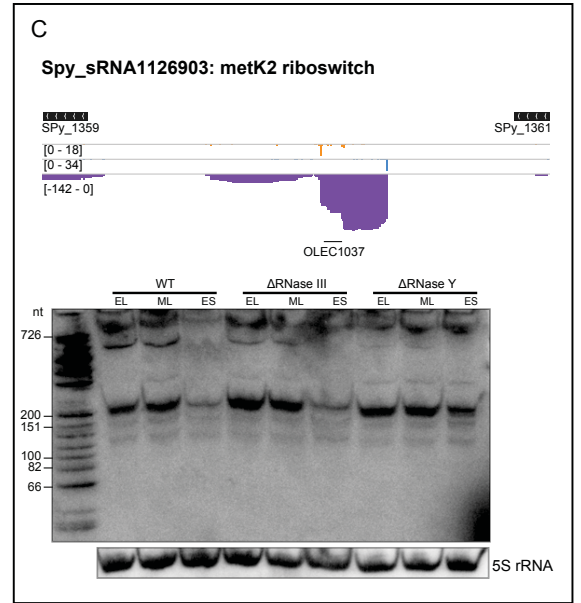 C
Spy_sRNA1126903: metK2 riboswitch
SPy_1359 SPy_1361
[0 - 18]
[0 - 34]
[-142 - 0]
OLEC1037
WT ΔRNase III ΔRNase Y
EL ML ES EL ML ES EL ML ES
nt
726
200
151
100
82
66
5S rRNA